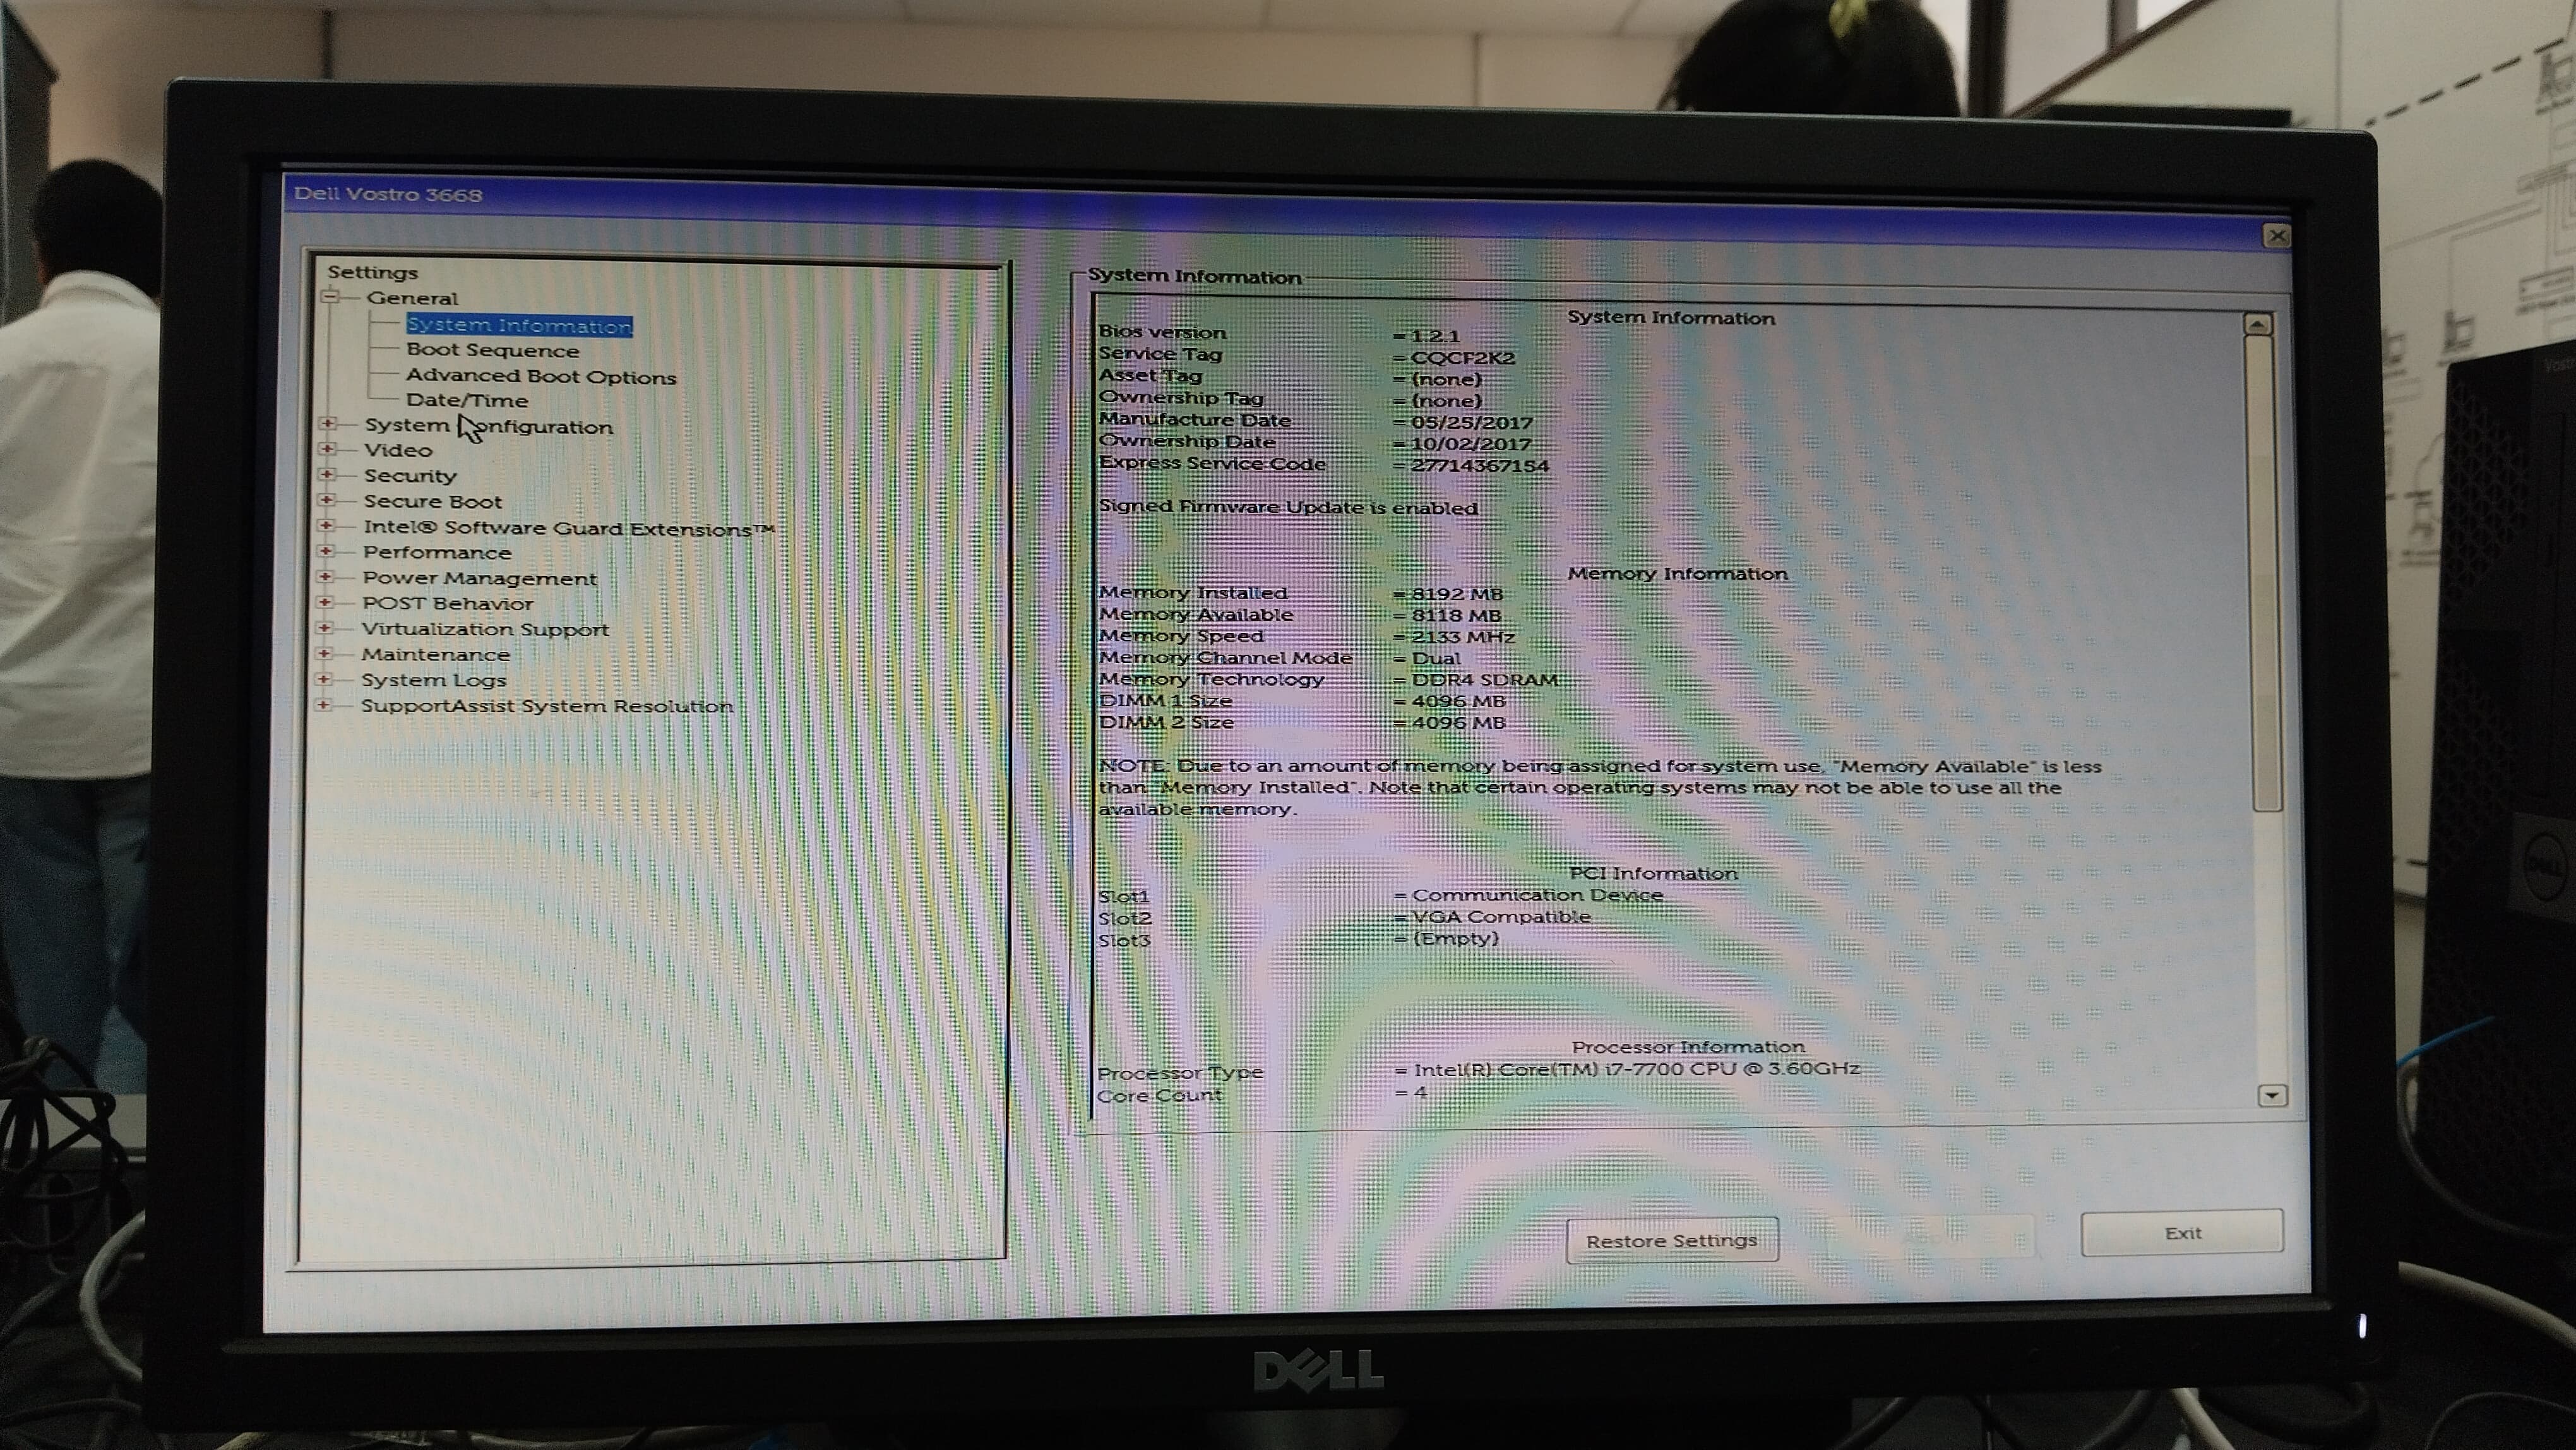 Dell Vostro 3668
Settings
General
System Information
Boot Sequence
Advanced Boot Options
Date/Time
System Configuration
Video
Security
Secure Boot
Intel® Software Guard Extensions™
Performance
Power Management
POST Behavior
Virtualization Support
Maintenance
System Logs
SupportAssist System Resolution
System Information
System Information
Bios version = 1.2.1
Service Tag = CQCF2K2
Asset Tag = {none}
Ownership Tag = {none}
Manufacture Date = 05/25/2017
Ownership Date = 10/02/2017
Express Service Code = 27714367154
Signed Firmware Update is enabled
Memory Information
Memory Installed = 8192 MB
Memory Available = 8118 MB
Memory Speed = 2133 MHz
Memory Channel Mode = Dual
Memory Technology = DDR4 SDRAM
DIMM 1 Size = 4096 MB
DIMM 2 Size = 4096 MB
NOTE: Due to an amount of memory being assigned for system use, "Memory Available" is less
than "Memory Installed". Note that certain operating systems may not be able to use all the
available memory.
PCI Information
Slot1 = Communication Device
Slot2 = VGA Compatible
Slot3 = {Empty}
Processor Information
Processor Type = Intel(R) Core(TM) i7-7700 CPU @ 3.60GHz
Core Count = 4
Restore Settings
Exit
DELL
DELL